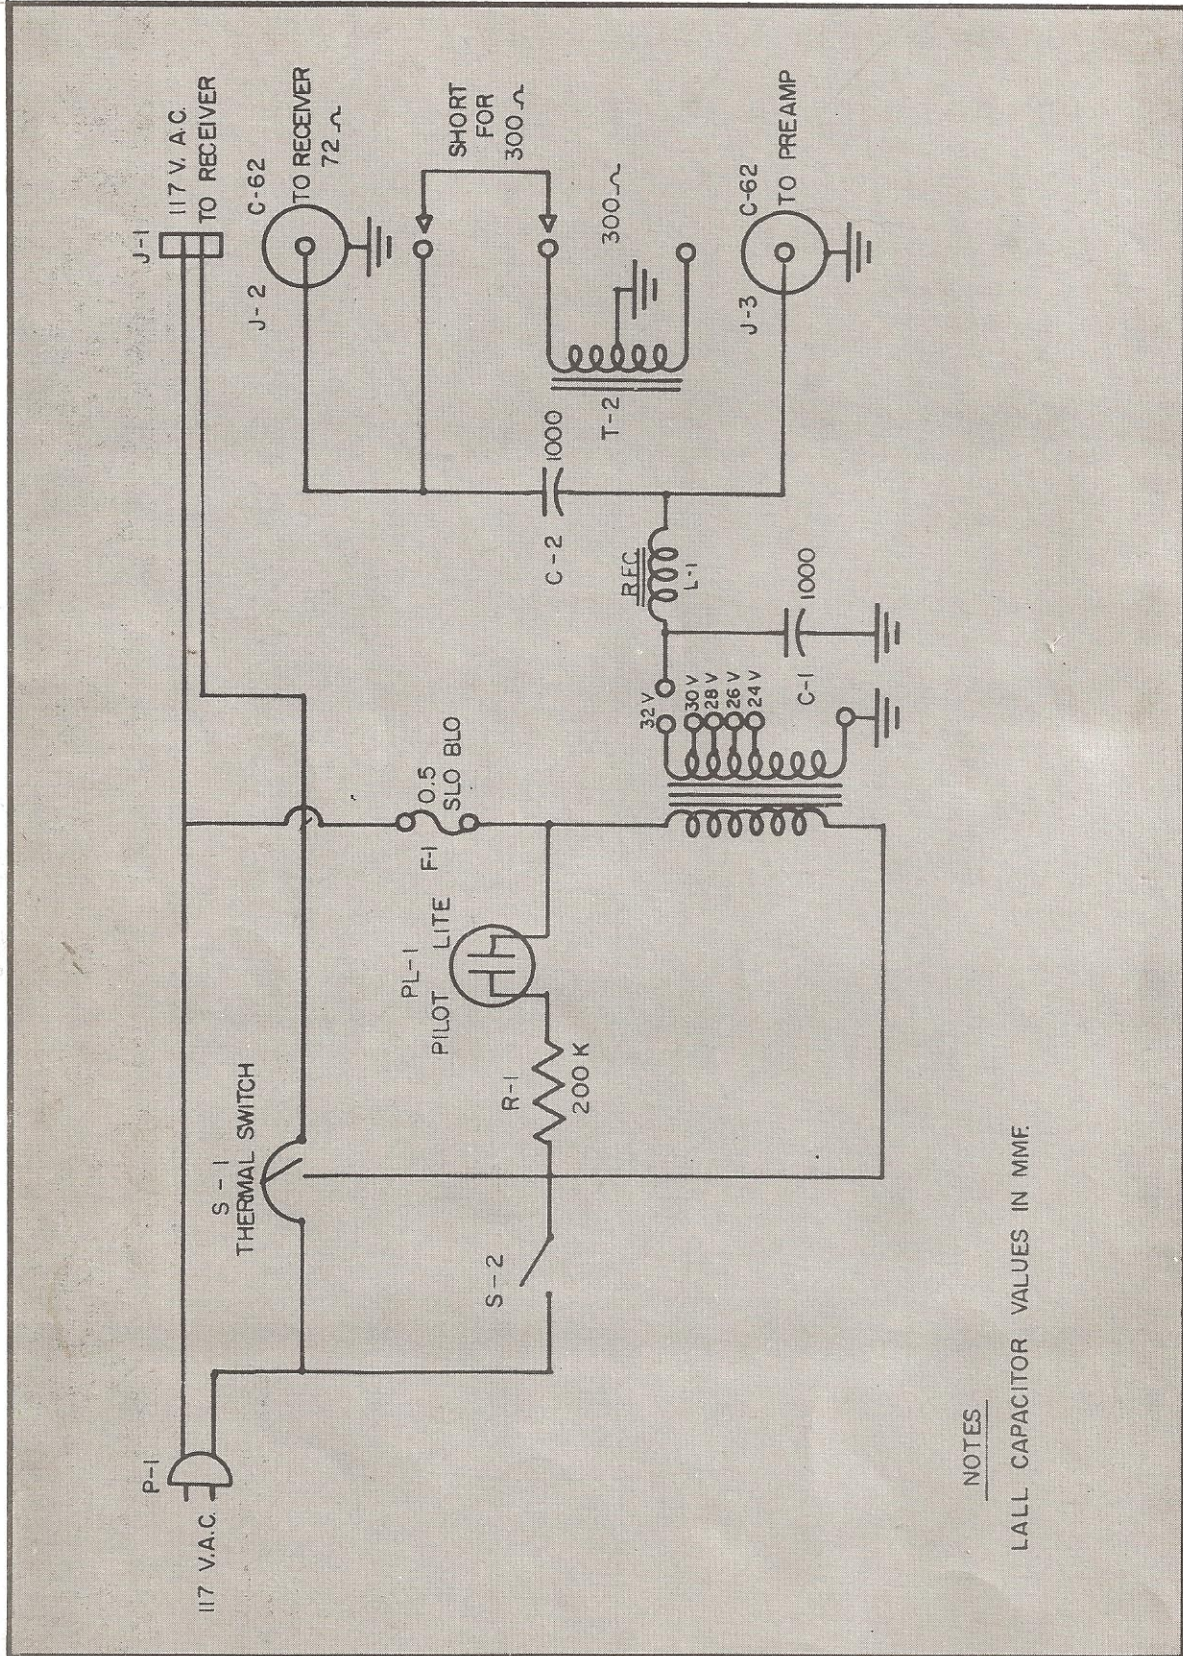 P-1
117 V.A.C.
S-1
THERMAL SWITCH
S-2
R-1
200 K
PL-1
PILOT LITE
F-1
0.5
SLO BLO
32 V
30 V
28 V
26 V
24 V
C-1
1000
RFC
L-1
C-2
1000
T-2
J-1
117 V. A.C.
TO RECEIVER
J-2
C-62
TO RECEIVER
72 Ω
SHORT
FOR
300 Ω
300 Ω
J-3
C-62
TO PREAMP
NOTES
1. ALL CAPACITOR VALUES IN MMF.